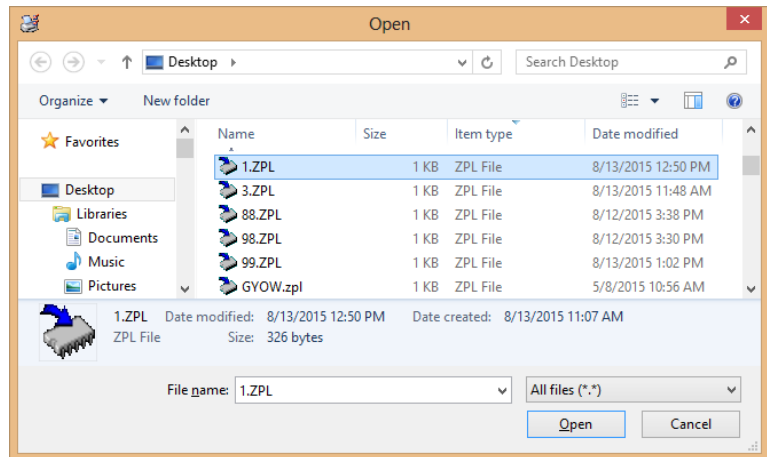 Open
Desktop
Search Desktop
Organize
New folder
Name Size Item type Date modified
Favorites
Desktop
Libraries
Documents
Music
Pictures
1.ZPL 1 KB ZPL File 8/13/2015 12:50 PM
3.ZPL 1 KB ZPL File 8/13/2015 11:48 AM
88.ZPL 1 KB ZPL File 8/12/2015 3:38 PM
98.ZPL 1 KB ZPL File 8/12/2015 3:30 PM
99.ZPL 1 KB ZPL File 8/13/2015 1:02 PM
GYOW.zpl 1 KB ZPL File 5/8/2015 10:56 AM
1.ZPL Date modified: 8/13/2015 12:50 PM Date created: 8/13/2015 11:07 AM
ZPL File Size: 326 bytes
File name: 1.ZPL All files (*.*)
Open Cancel